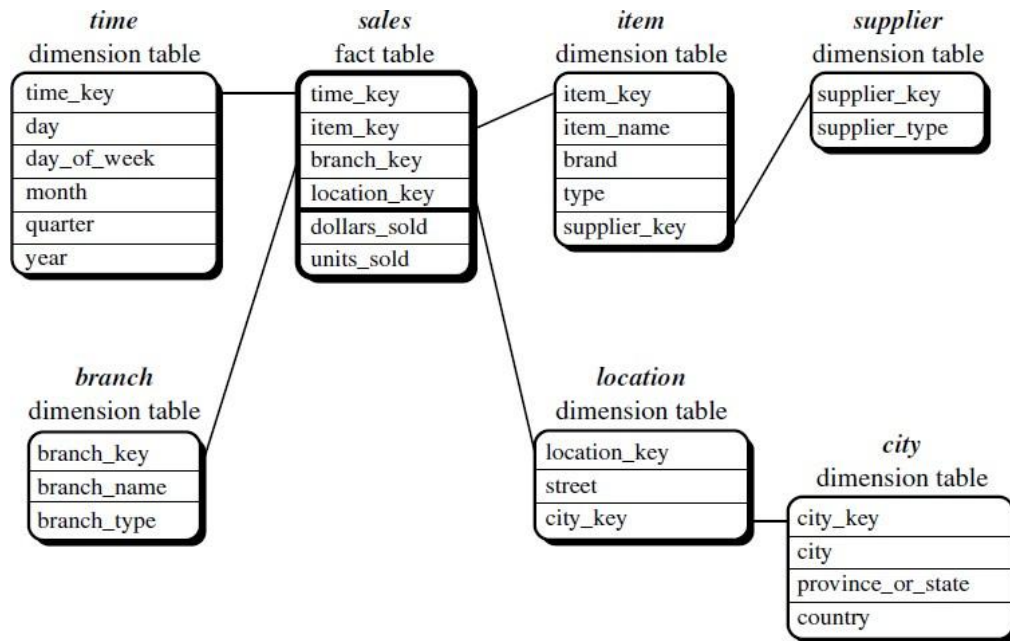 time
dimension table
time_key
day
day_of_week
month
quarter
year
sales
fact table
time_key
item_key
branch_key
location_key
dollars_sold
units_sold
item
dimension table
item_key
item_name
brand
type
supplier_key
supplier
dimension table
supplier_key
supplier_type
branch
dimension table
branch_key
branch_name
branch_type
location
dimension table
location_key
street
city_key
city
dimension table
city_key
city
province_or_state
country